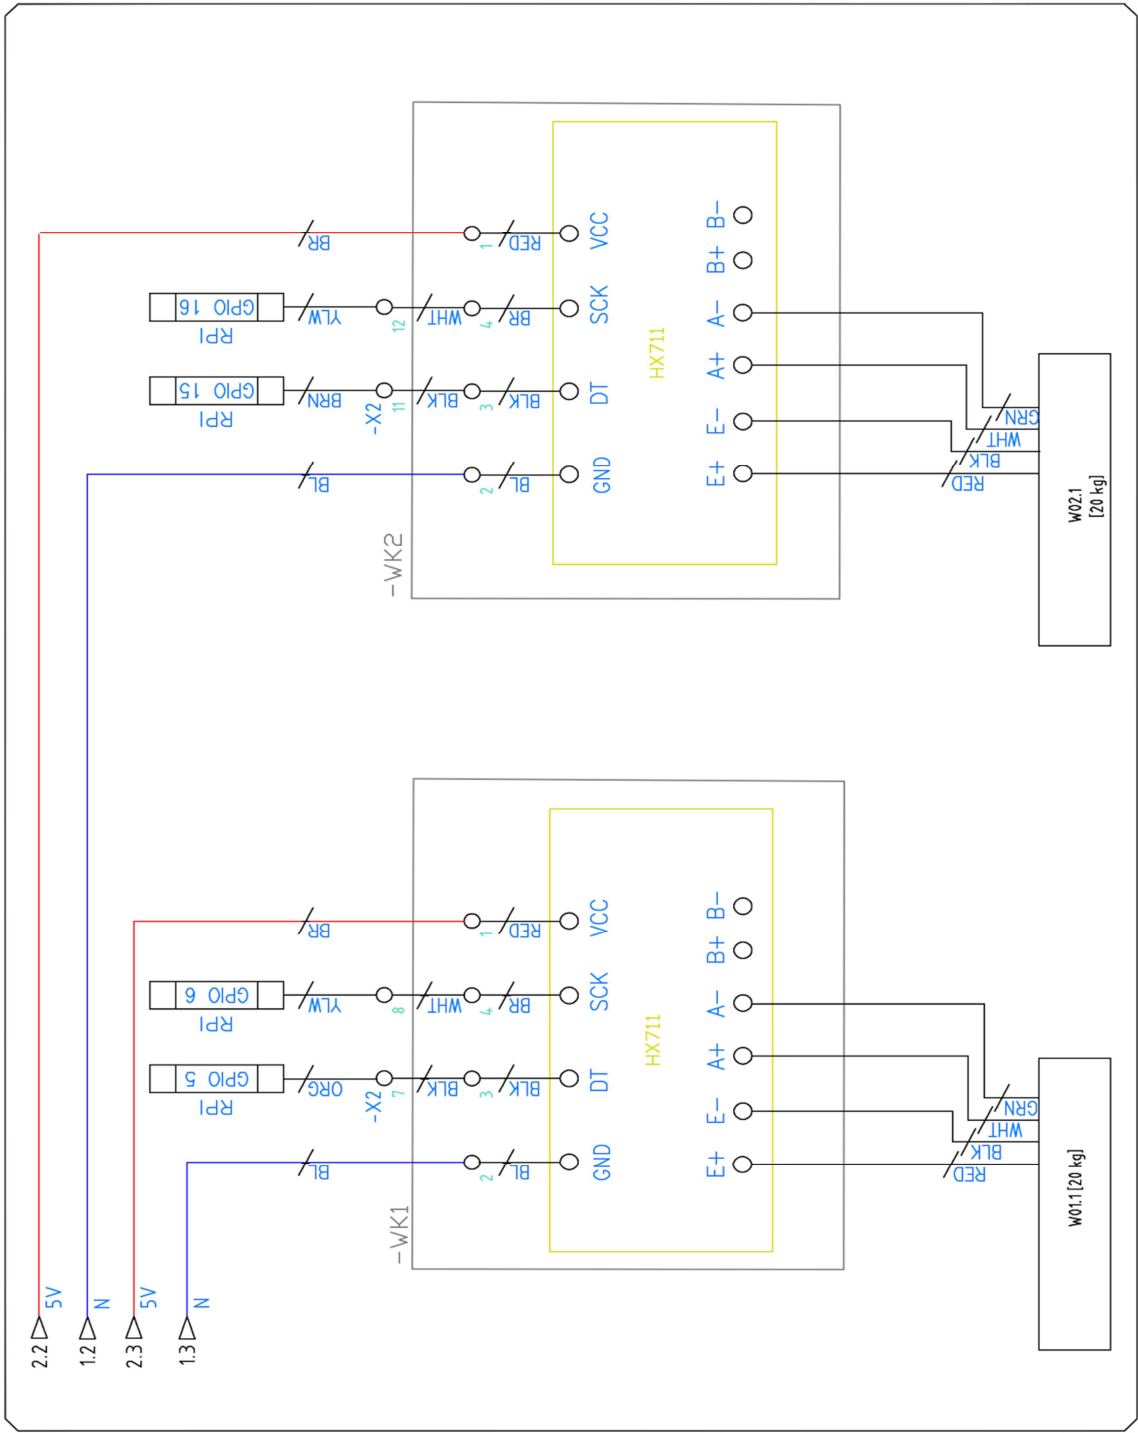 BR
1
RED
VCC
RPI
GPIO 16
YLW
12
WHT
4
BR
SCK
RPI
GPIO 15
BRN
-X2
11
BLK
3
BLK
DT
BL
2
BL
GND
HX711
B-
B+
A-
A+
E-
E+
GRN
WHT
BLK
RED
W02.1
[20 kg]
-WK2
BR
1
RED
VCC
RPI
GPIO 6
YLW
8
WHT
4
BR
SCK
RPI
GPIO 5
ORG
-X2
7
BLK
3
BLK
DT
BL
2
BL
GND
HX711
B-
B+
A-
A+
E-
E+
GRN
WHT
BLK
RED
W01.1 [20 kg]
-WK1
2.2
5V
1.2
N
2.3
5V
1.3
N